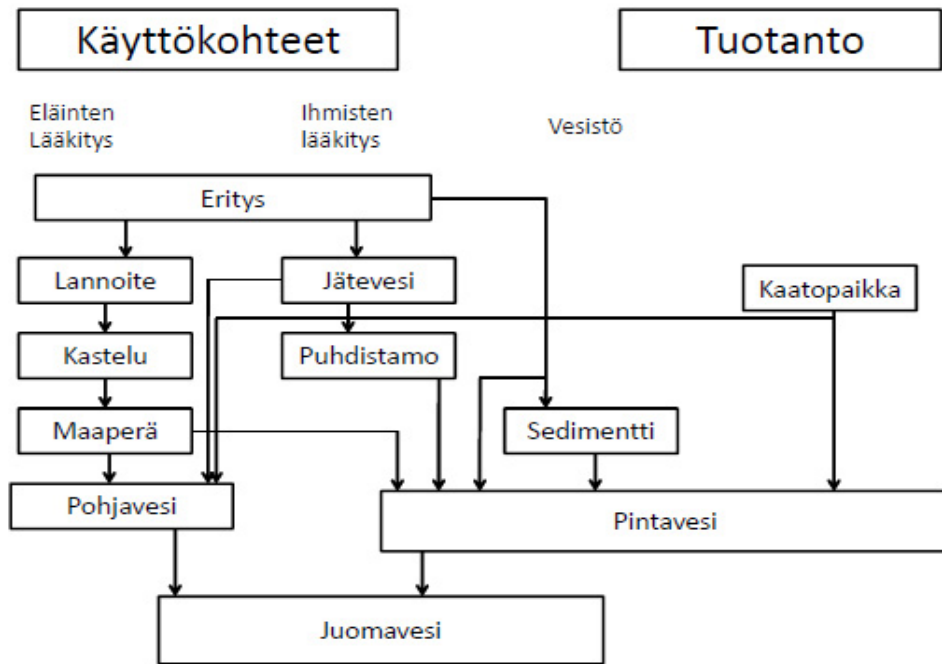 Käyttökohteet
Tuotanto
Eläinten
Lääkitys
Ihmisten
lääkitys
Vesistö
Eritys
Lannoite
Jätevesi
Kaatopaikka
Kastelu
Puhdistamo
Maaperä
Sedimentti
Pohjavesi
Pintavesi
Juomavesi